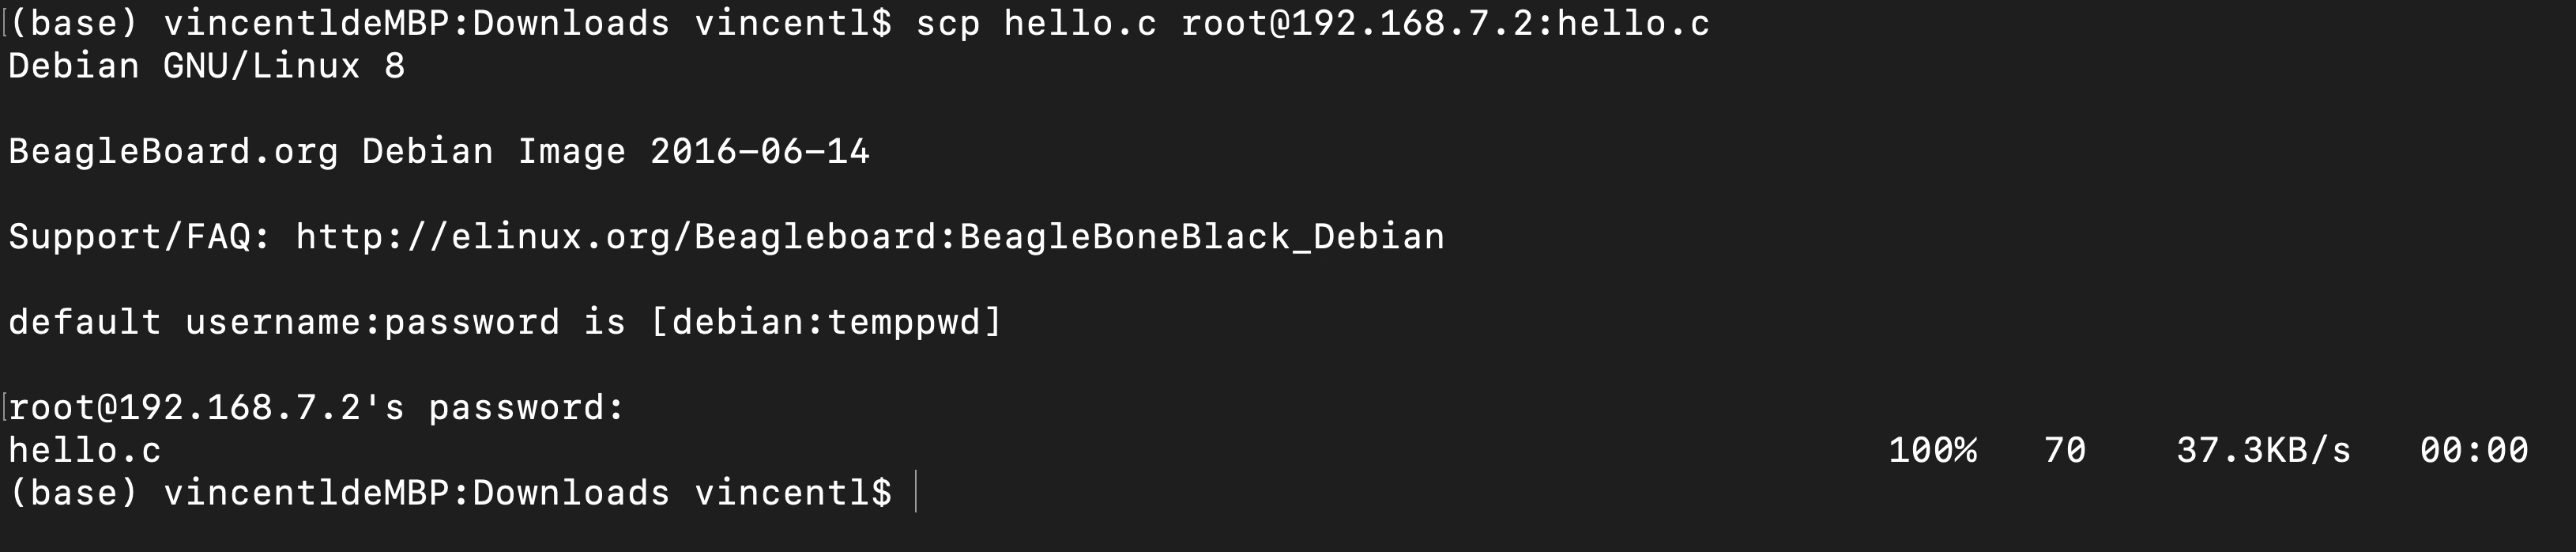 (base) vincentldeMBP:Downloads vincentl$ scp hello.c root@192.168.7.2:hello.c
Debian GNU/Linux 8
BeagleBoard.org Debian Image 2016-06-14
Support/FAQ: http://elinux.org/Beagleboard:BeagleBoneBlack_Debian
default username:password is [debian:temppwd]
root@192.168.7.2's password:
hello.c 100% 70 37.3KB/s 00:00
(base) vincentldeMBP:Downloads vincentl$